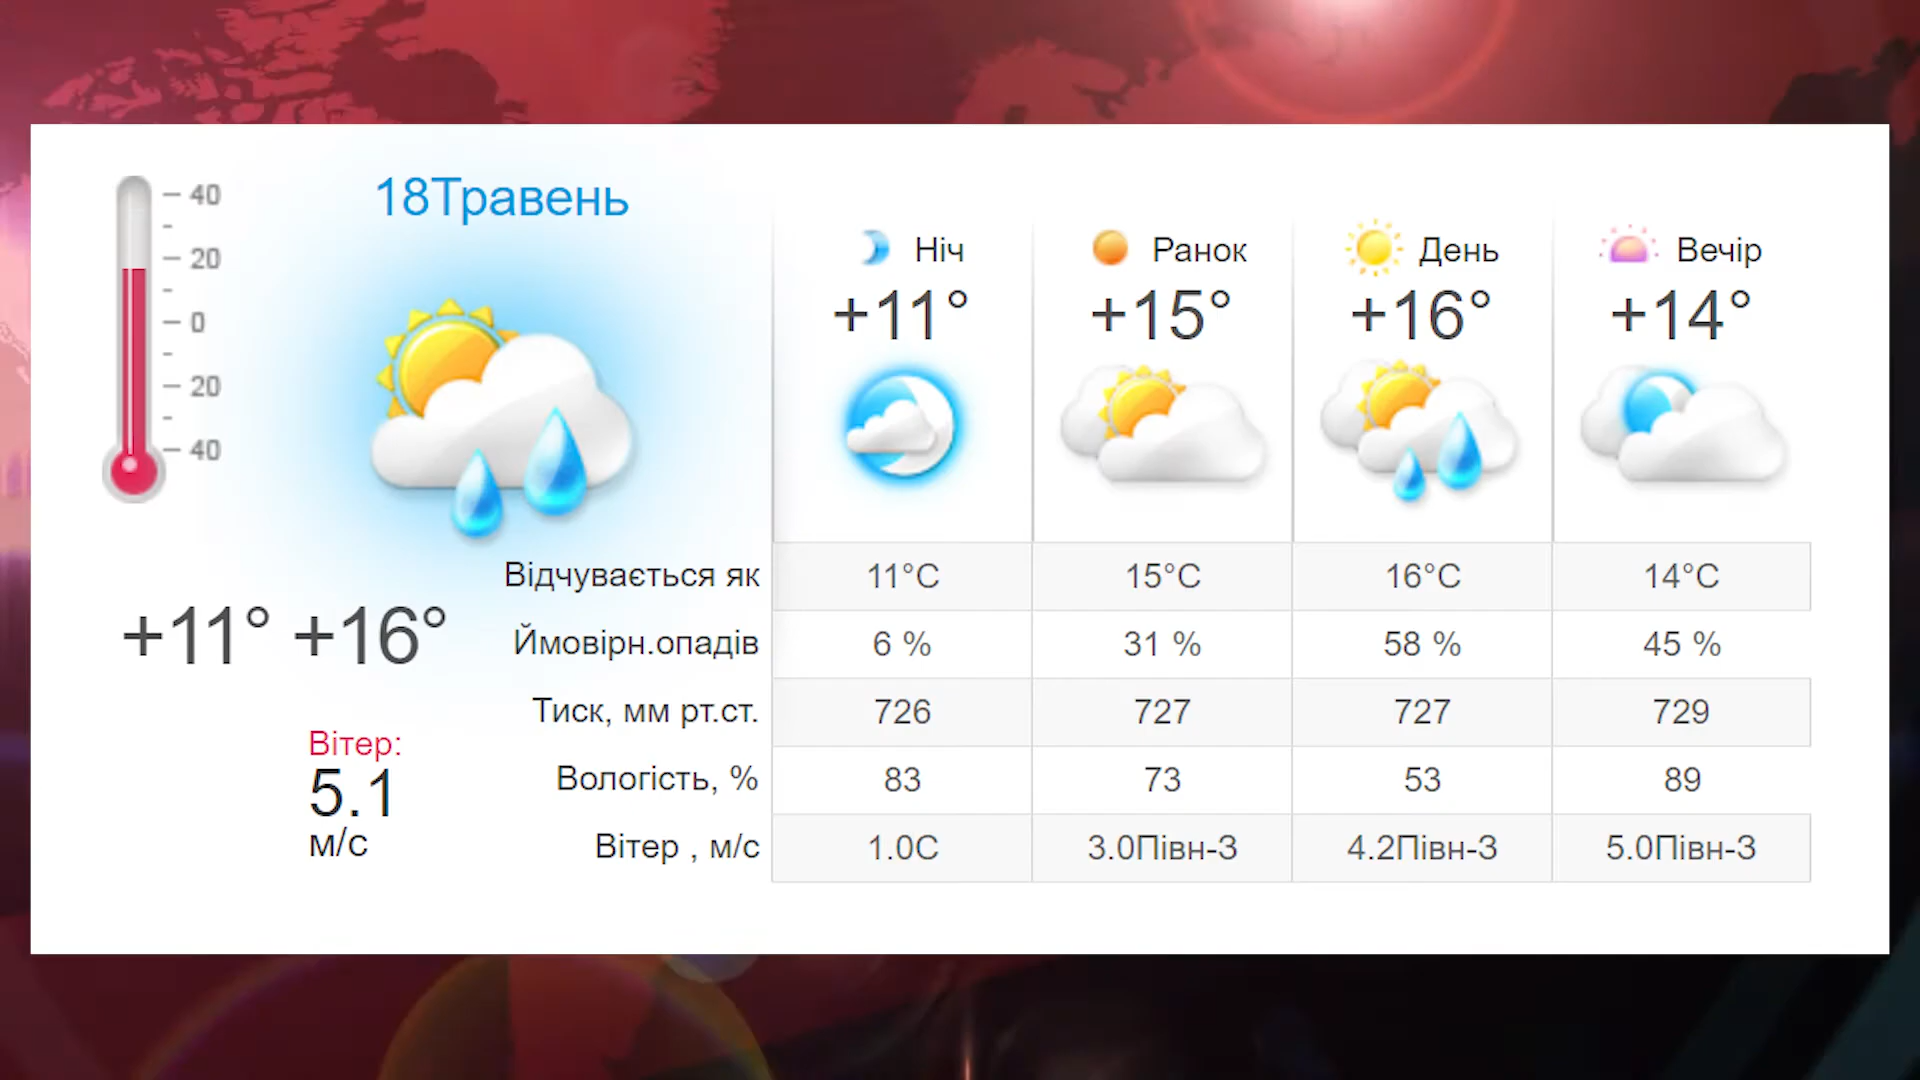 18Травень
40
20
0
20
40
+11° +16°
Вітер:
5.1
м/с
Ніч Ранок День Вечір
+11° +15° +16° +14°
Відчувається як 11°C 15°C 16°C 14°C
Ймовірн.опадів 6 % 31 % 58 % 45 %
Тиск, мм рт.ст. 726 727 727 729
Вологість, % 83 73 53 89
Вітер , м/с 1.0С 3.0Півн-З 4.2Півн-З 5.0Півн-З